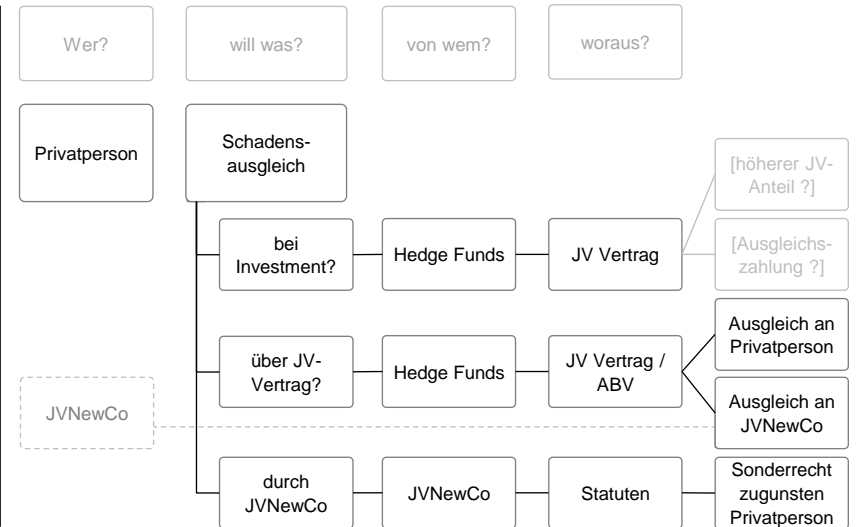 Wer?
will was?
von wem?
woraus?
Privatperson
Schadens-
ausgleich
[höherer JV-
Anteil ?]
bei
Investment?
Hedge Funds
JV Vertrag
[Ausgleichs-
zahlung ?]
über JV-
Vertrag?
Hedge Funds
JV Vertrag /
ABV
Ausgleich an
Privatperson
JVNewCo
Ausgleich an
JVNewCo
durch
JVNewCo
JVNewCo
Statuten
Sonderrecht
zugunsten
Privatperson